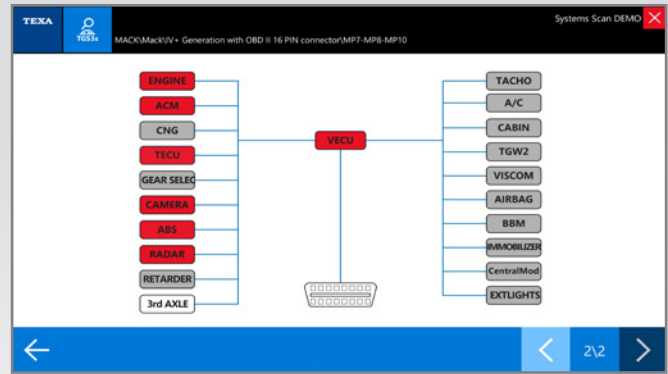 TEXA
TGS3s
Systems Scan DEMO
MACK\Mack\IV+ Generation with OBD II 16 PIN connector\MP7-MP8-MP10
ENGINE
ACM
CNG
TECU
GEAR SELEC
CAMERA
ABS
RADAR
RETARDER
3rd AXLE
VECU
TACHO
A/C
CABIN
TGW2
VISCOM
AIRBAG
BBM
IMMOBILIZER
CentralMod
EXTLIGHTS
2\2